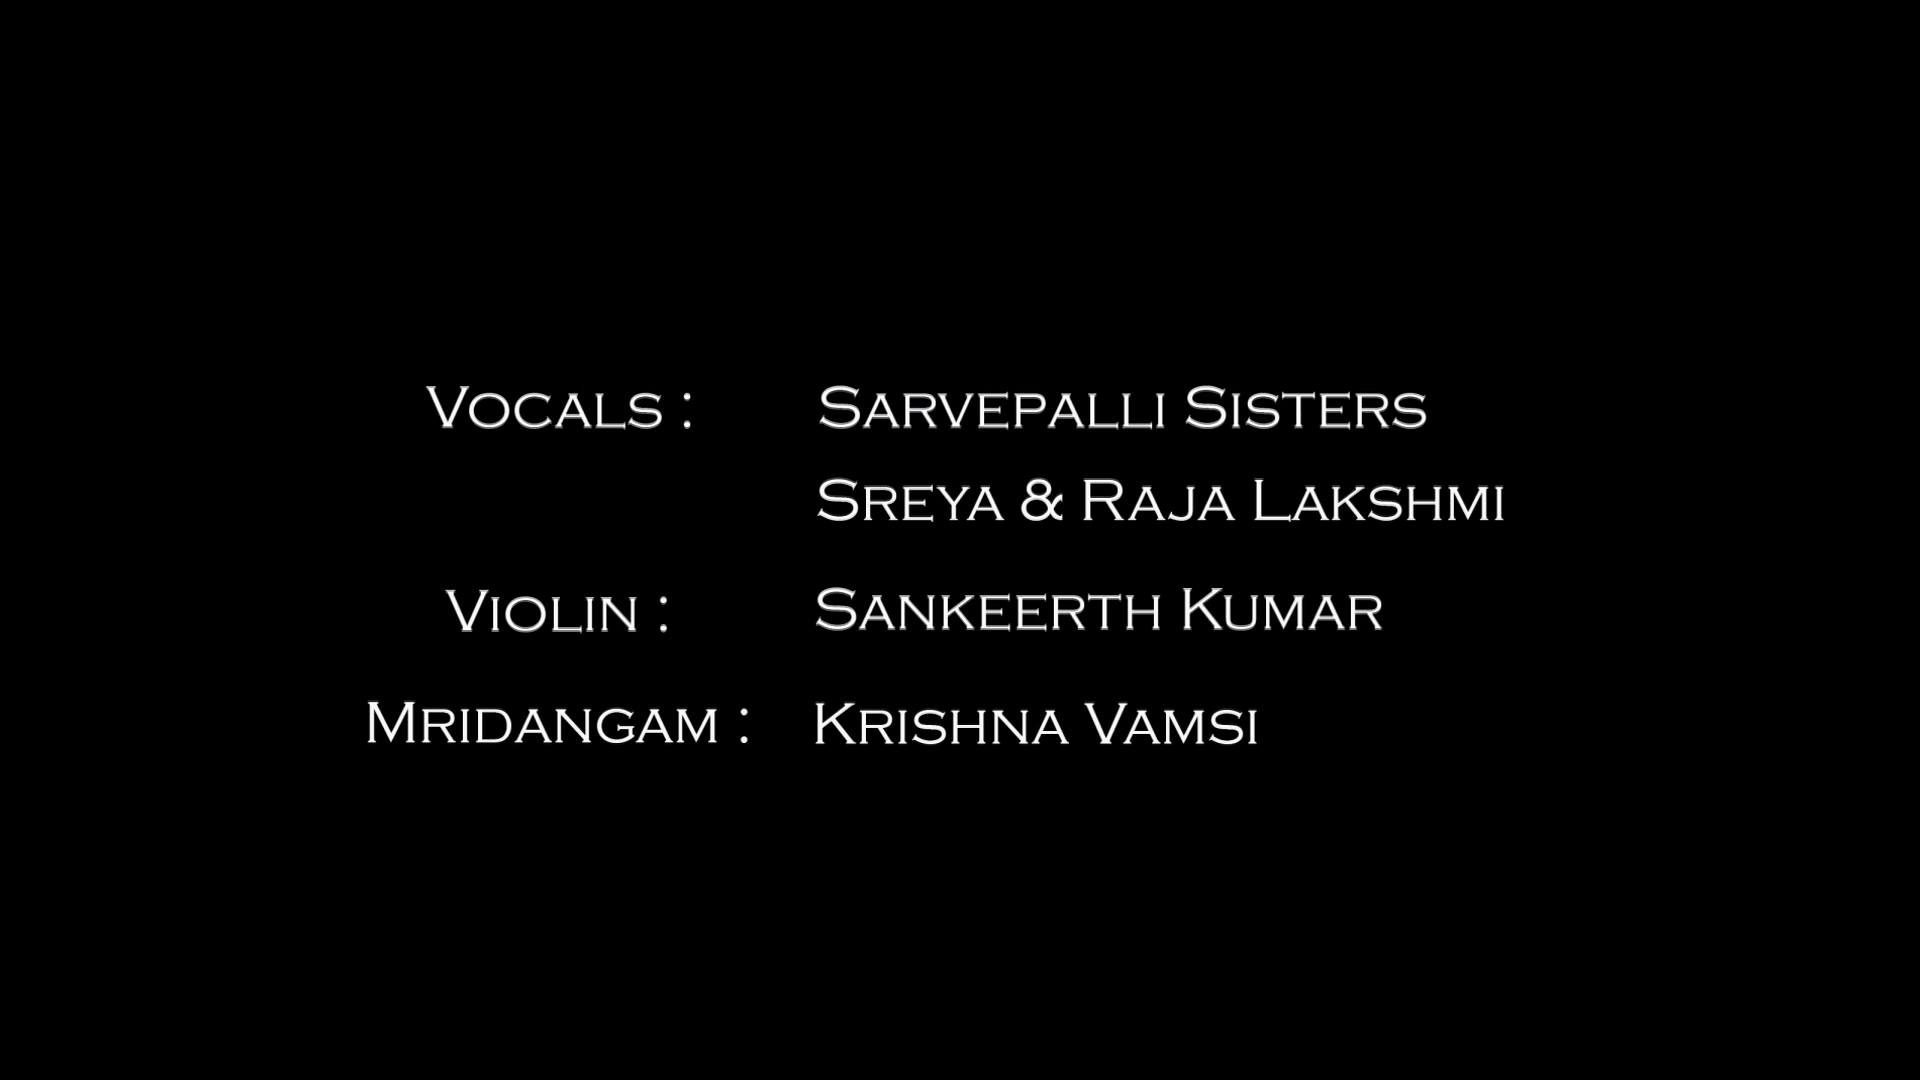 Vocals : Sarvepalli Sisters
Sreya & Raja Lakshmi
Violin : Sankeerth Kumar
Mridangam : Krishna Vamsi